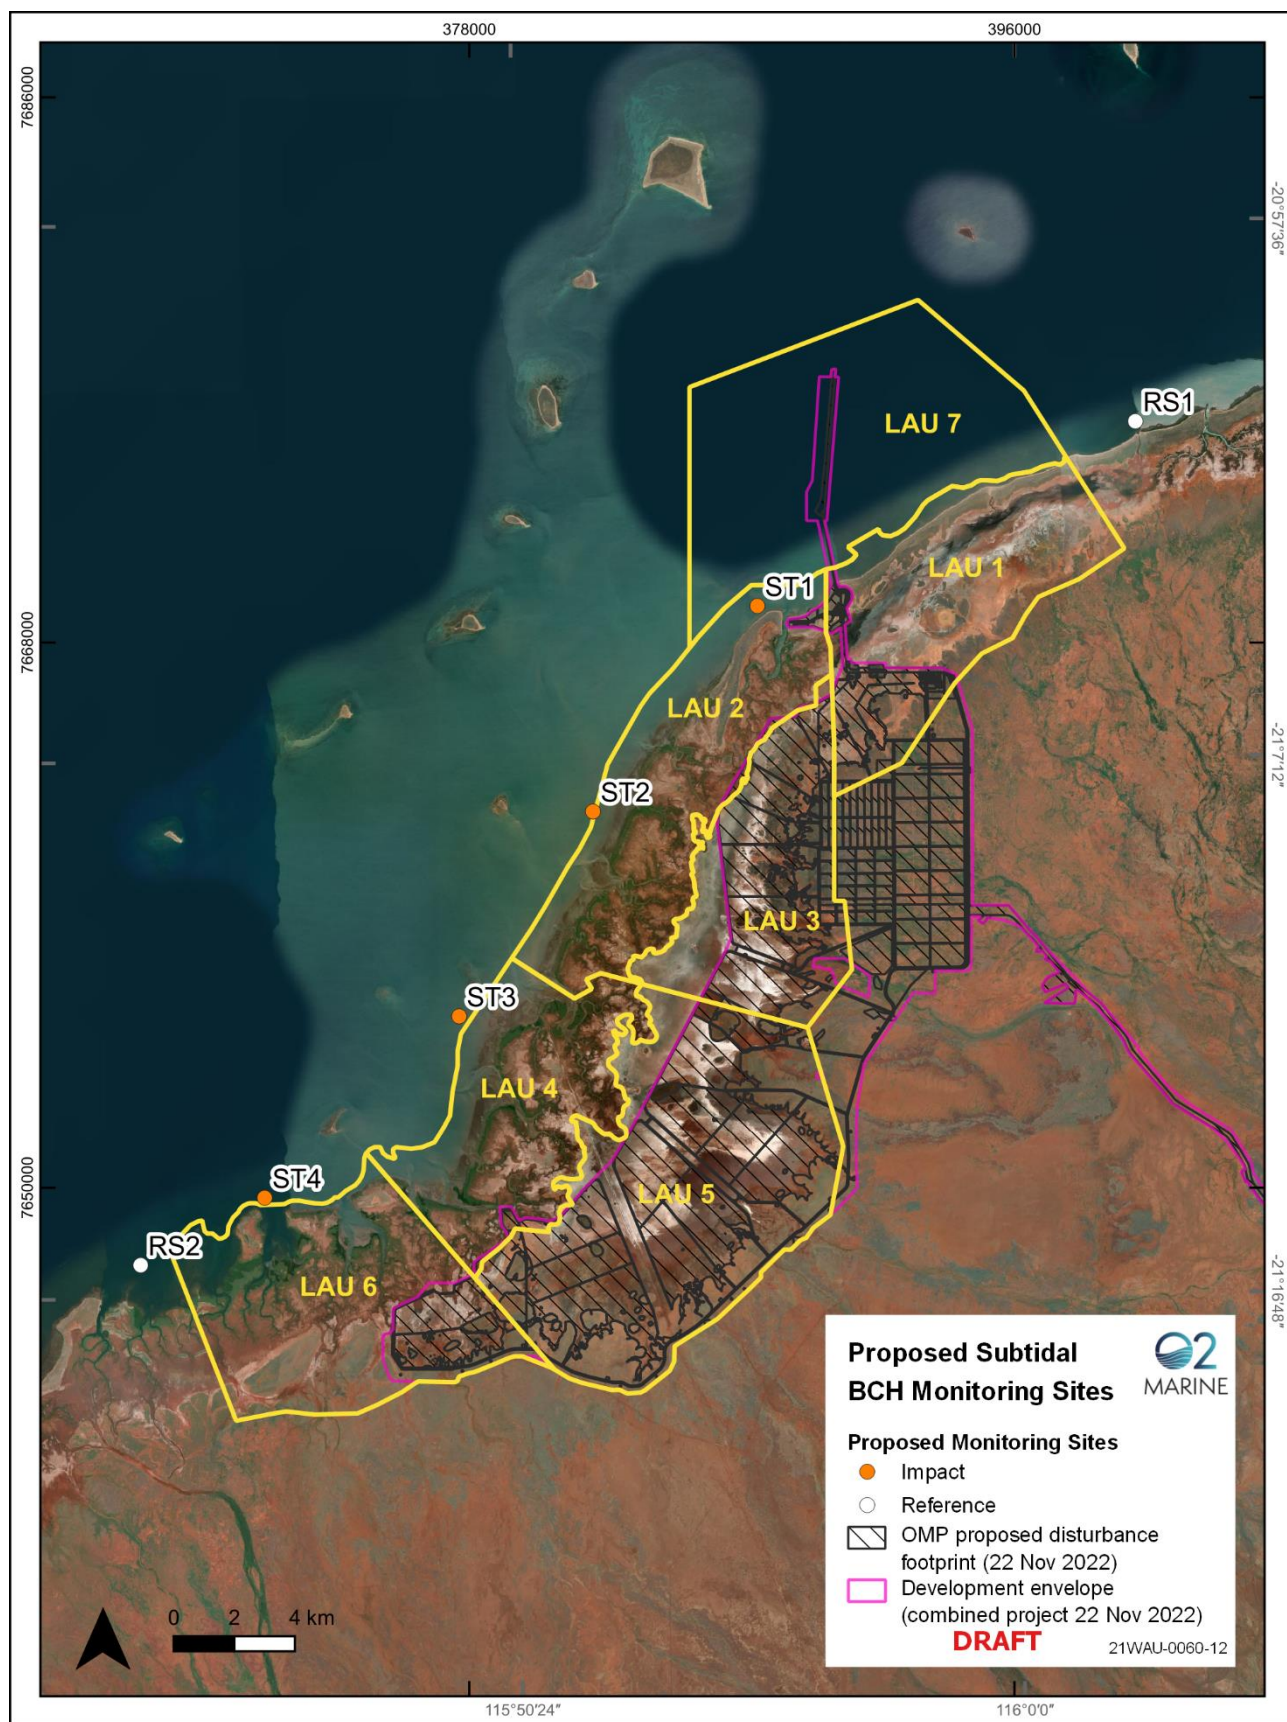 378000
396000
7686000
-20°57'36"
LAU 7
RS1
LAU 1
ST1
7668000
LAU 2
-21°7'12"
ST2
LAU 3
ST3
LAU 4
7650000
ST4
LAU 5
RS2
LAU 6
-21°16'48"
Proposed Subtidal
BCH Monitoring Sites
O2
MARINE
Proposed Monitoring Sites
Impact
Reference
OMP proposed disturbance
footprint (22 Nov 2022)
Development envelope
(combined project 22 Nov 2022)
DRAFT
21WAU-0060-12
0 2 4 km
115°50'24"
116°0'0"